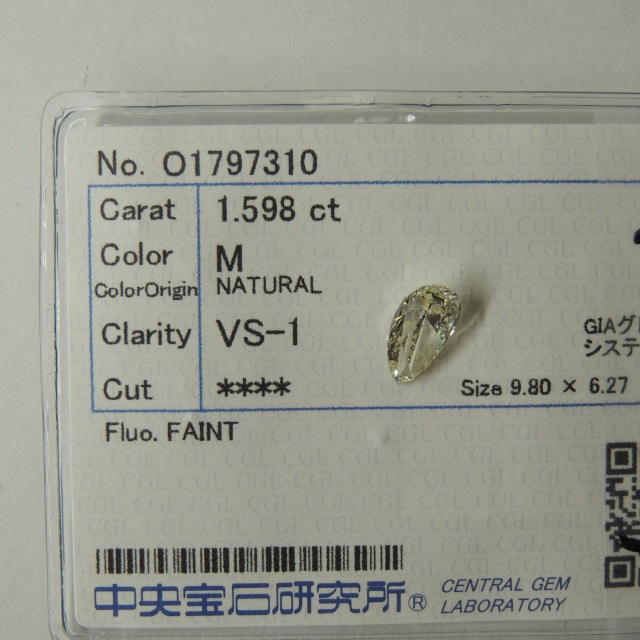 No. O1797310
Carat 1.598 ct
Color M
ColorOrigin NATURAL
Clarity VS-1
GIAグ
システ
Cut ****
Size 9.80 × 6.27
Fluo. FAINT
中央宝石研究所® CENTRAL GEM
LABORATORY